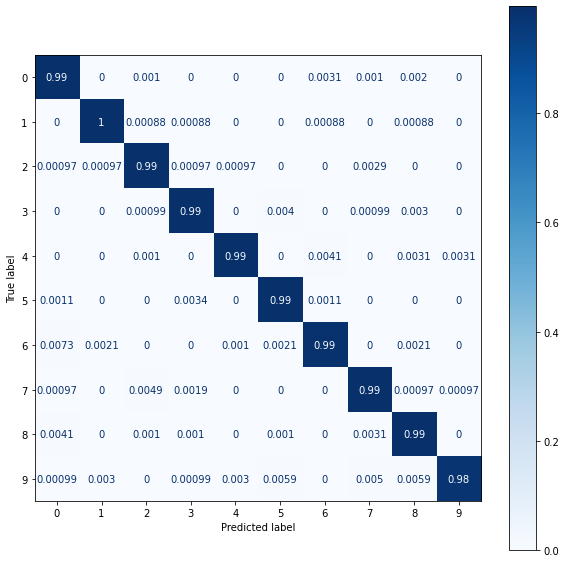 0 0.99 0 0.001 0 0 0 0.0031 0.001 0.002 0
1 0 1 0.00088 0.00088 0 0 0.00088 0 0.00088 0
2 0.00097 0.00097 0.99 0.00097 0.00097 0 0 0.0029 0 0
3 0 0 0.00099 0.99 0 0.004 0 0.00099 0.003 0
4 0 0 0.001 0 0.99 0 0.0041 0 0.0031 0.0031
5 0.0011 0 0 0.0034 0 0.99 0.0011 0 0 0
6 0.0073 0.0021 0 0 0.001 0.0021 0.99 0 0.0021 0
7 0.00097 0 0.0049 0.0019 0 0 0 0.99 0.00097 0.00097
8 0.0041 0 0.001 0.001 0 0.001 0 0.0031 0.99 0
9 0.00099 0.003 0 0.00099 0.003 0.0059 0 0.005 0.0059 0.98
0 1 2 3 4 5 6 7 8 9
Predicted label
True label
0.8
0.6
0.4
0.2
0.0